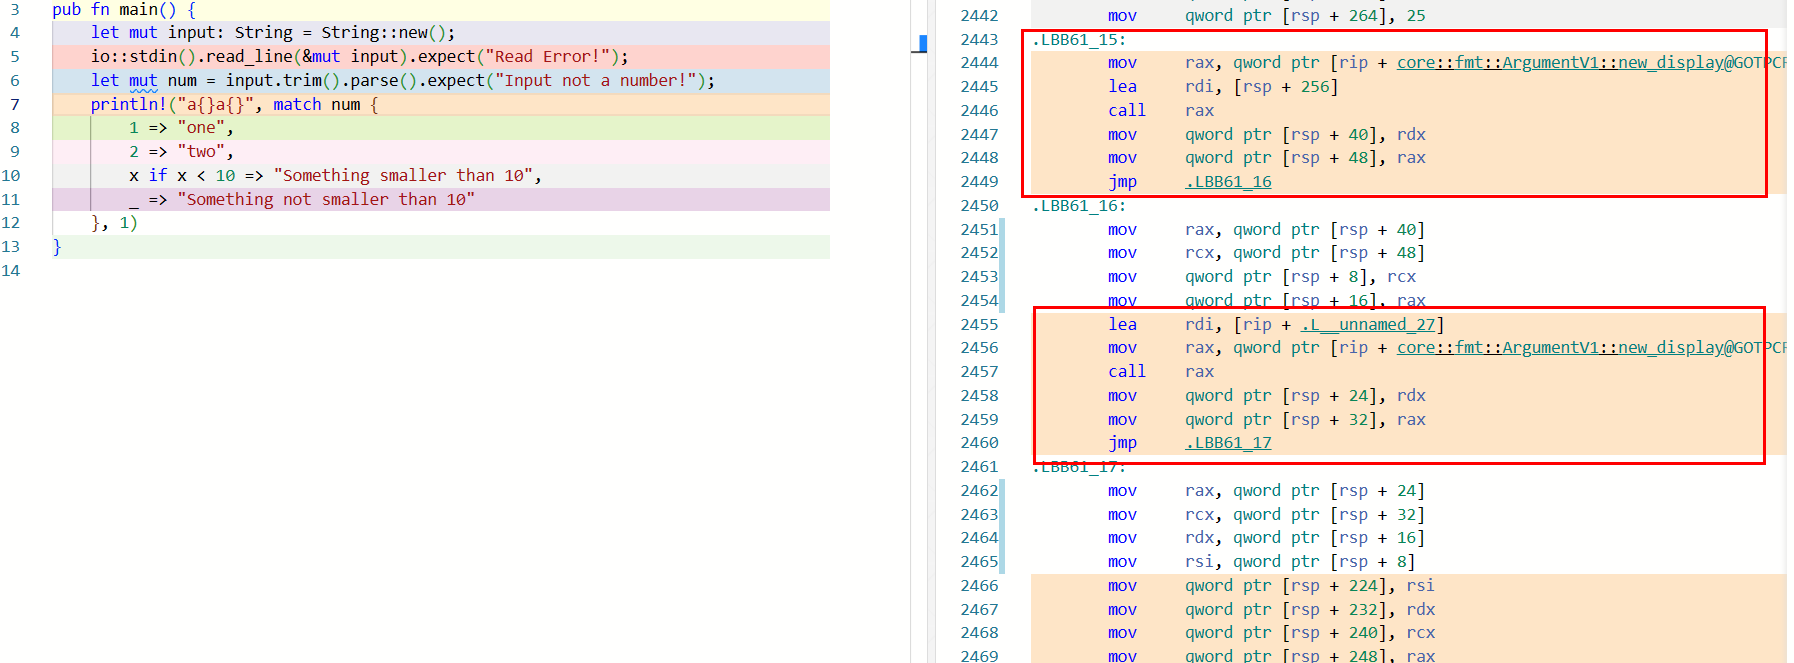 3 pub fn main() {
4 let mut input: String = String::new();
5 io::stdin().read_line(&mut input).expect("Read Error!");
6 let mut num = input.trim().parse().expect("Input not a number!");
7 println!("a{}a{}", match num {
8 1 => "one",
9 2 => "two",
10 x if x < 10 => "Something smaller than 10",
11 _ => "Something not smaller than 10"
12 }, 1)
13 }
14
2442 mov qword ptr [rsp + 264], 25
2443 .LBB61_15:
2444 mov rax, qword ptr [rip + core::fmt::ArgumentV1::new_display@GOTPCR
2445 lea rdi, [rsp + 256]
2446 call rax
2447 mov qword ptr [rsp + 40], rdx
2448 mov qword ptr [rsp + 48], rax
2449 jmp .LBB61_16
2450 .LBB61_16:
2451 mov rax, qword ptr [rsp + 40]
2452 mov rcx, qword ptr [rsp + 48]
2453 mov qword ptr [rsp + 8], rcx
2454 mov qword ptr [rsp + 16], rax
2455 lea rdi, [rip + .L__unnamed_27]
2456 mov rax, qword ptr [rip + core::fmt::ArgumentV1::new_display@GOTPCR
2457 call rax
2458 mov qword ptr [rsp + 24], rdx
2459 mov qword ptr [rsp + 32], rax
2460 jmp .LBB61_17
2461 .LBB61_17:
2462 mov rax, qword ptr [rsp + 24]
2463 mov rcx, qword ptr [rsp + 32]
2464 mov rdx, qword ptr [rsp + 16]
2465 mov rsi, qword ptr [rsp + 8]
2466 mov qword ptr [rsp + 224], rsi
2467 mov qword ptr [rsp + 232], rdx
2468 mov qword ptr [rsp + 240], rcx
2469 mov qword ptr [rsp + 248], rax